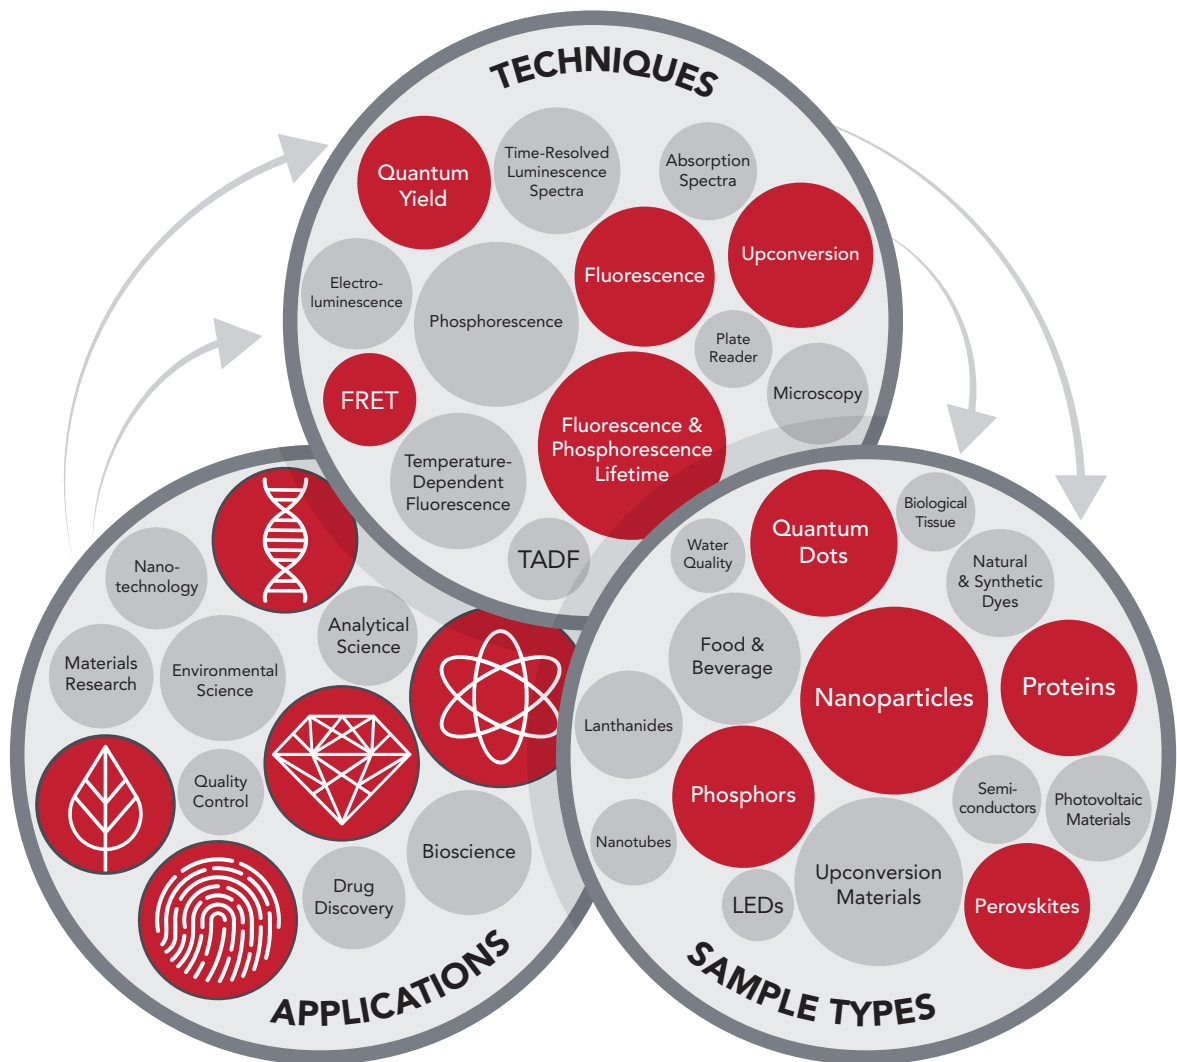 TECHNIQUES
Quantum
Yield
Time-Resolved
Luminescence
Spectra
Absorption
Spectra
Upconversion
Fluorescence
Electro-
luminescence
Phosphorescence
Plate
Reader
Microscopy
FRET
Fluorescence &
Phosphorescence
Lifetime
Temperature-
Dependent
Fluorescence
TADF
Nano-
technology
Analytical
Science
Materials
Research
Environmental
Science
Quality
Control
Bioscience
Drug
Discovery
APPLICATIONS
Quantum
Dots
Biological
Tissue
Water
Quality
Natural
& Synthetic
Dyes
Food &
Beverage
Nanoparticles
Proteins
Lanthanides
Phosphors
Semi-
conductors
Photovoltaic
Materials
Nanotubes
Upconversion
Materials
LEDs
Perovskites
SAMPLE TYPES